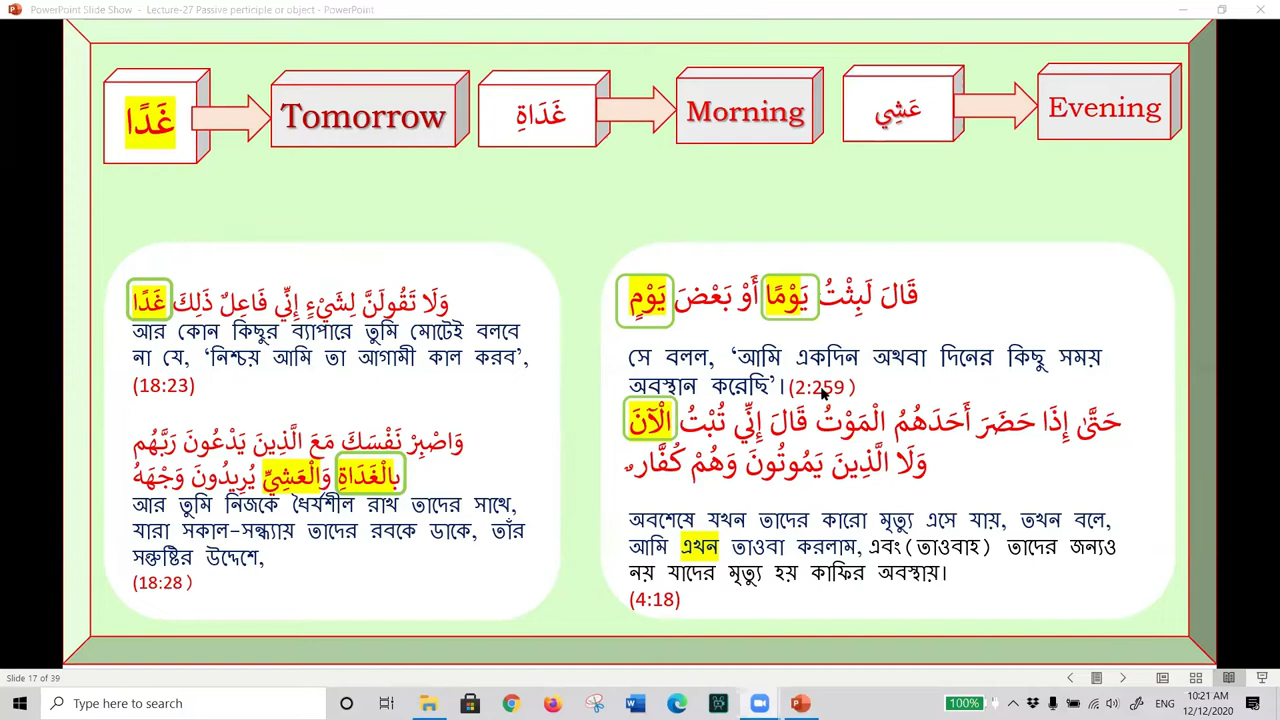 PowerPoint Slide Show - Lecture-27 Passive perticiple or object - PowerPoint
غَدًا
Tomorrow
غَدَاةِ
Morning
عَشِي
Evening
وَلَا تَقُولَنَّ لِشَيْءٍ إِنِّي فَاعِلٌ ذَلِكَ غَدًا
আর কোন কিছুর ব্যাপারে তুমি মোটেই বলবে
না যে, ‘নিশ্চয় আমি তা আগামী কাল করব’,
(18:23)
وَاصْبِرْ نَفْسَكَ مَعَ الَّذِينَ يَدْعُونَ رَبَّهُم
بِالْغَدَاةِ وَالْعَشِيِّ يُرِيدُونَ وَجْهَهُ
আর তুমি নিজকে ধৈর্যশীল রাখ তাদের সাথে,
যারা সকাল-সন্ধ্যায় তাদের রবকে ডাকে, তাঁর
সন্তুষ্টির উদ্দেশে,
(18:28)
قَالَ لَبِثْتُ يَوْمًا أَوْ بَعْضَ يَوْمٍ
সে বলল, ‘আমি একদিন অথবা দিনের কিছু সময়
অবস্থান করেছি’। (2:259)
حَتَّىٰ إِذَا حَضَرَ أَحَدَهُمُ الْمَوْتُ قَالَ إِنِّي تُبْتُ الْآنَ
وَلَا الَّذِينَ يَمُوتُونَ وَهُمْ كُفَّار
অবশেষে যখন তাদের কারো মৃত্যু এসে যায়, তখন বলে,
আমি এখন তাওবা করলাম, এবং (তাওবাহ) তাদের জন্যও
নয় যাদের মৃত্যু হয় কাফির অবস্থায়।
(4:18)
Slide 17 of 39
Type here to search
100%
ENG
10:21 AM
12/12/2020